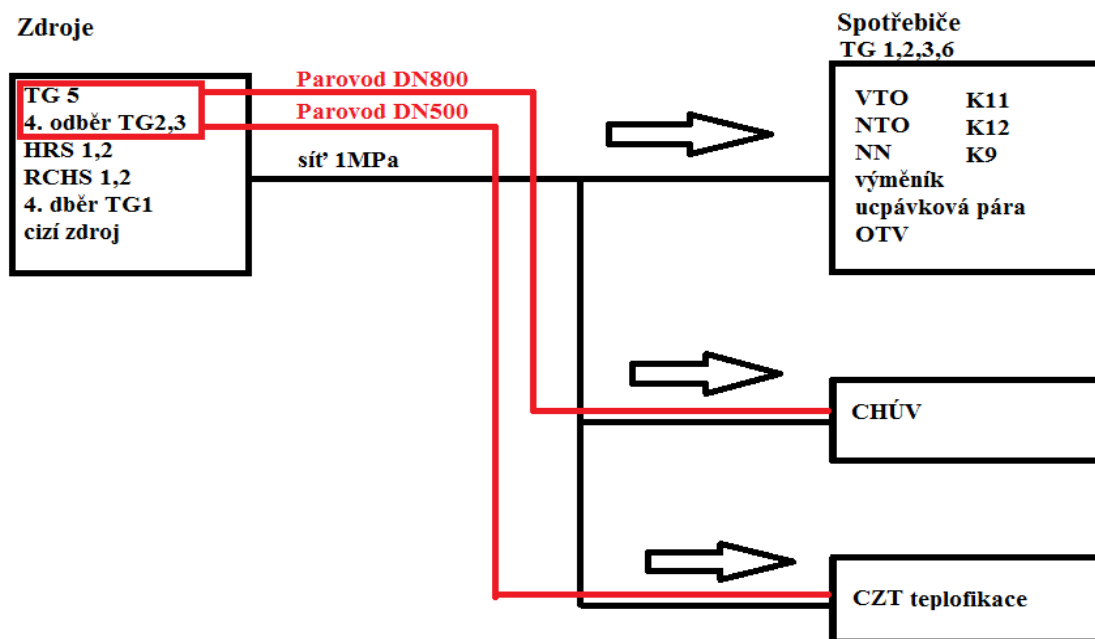 Zdroje
TG 5
4. odběr TG2,3
HRS 1,2
RCHS 1,2
4. dběr TG1
cizí zdroj
Parovod DN800
Parovod DN500
síť 1MPa
Spotřebiče
TG 1,2,3,6
VTO K11
NTO K12
NN K9
výměník
ucpávková pára
OTV
CHÚV
CZT teplofikace